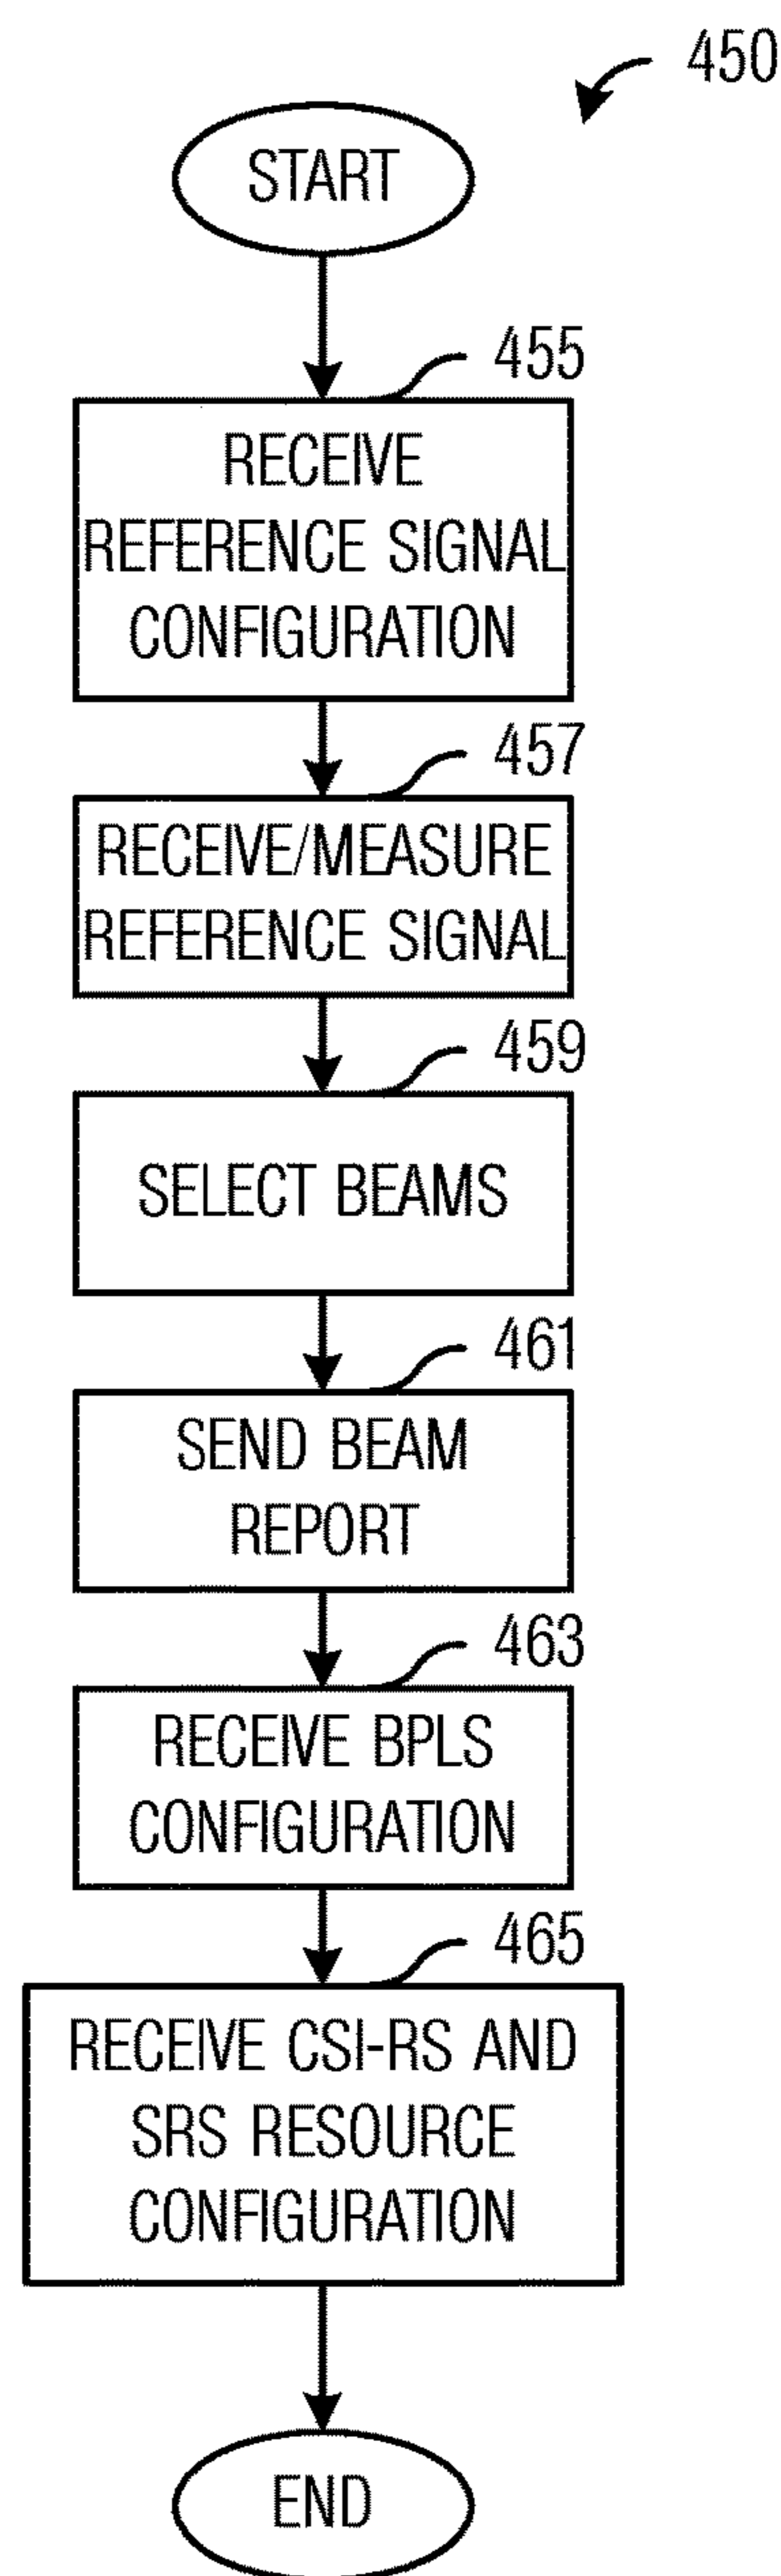 450
START
455
RECEIVE
REFERENCE SIGNAL
CONFIGURATION
457
RECEIVE/MEASURE
REFERENCE SIGNAL
459
SELECT BEAMS
461
SEND BEAM
REPORT
463
RECEIVE BPLS
CONFIGURATION
465
RECEIVE CSI-RS AND
SRS RESOURCE
CONFIGURATION
END